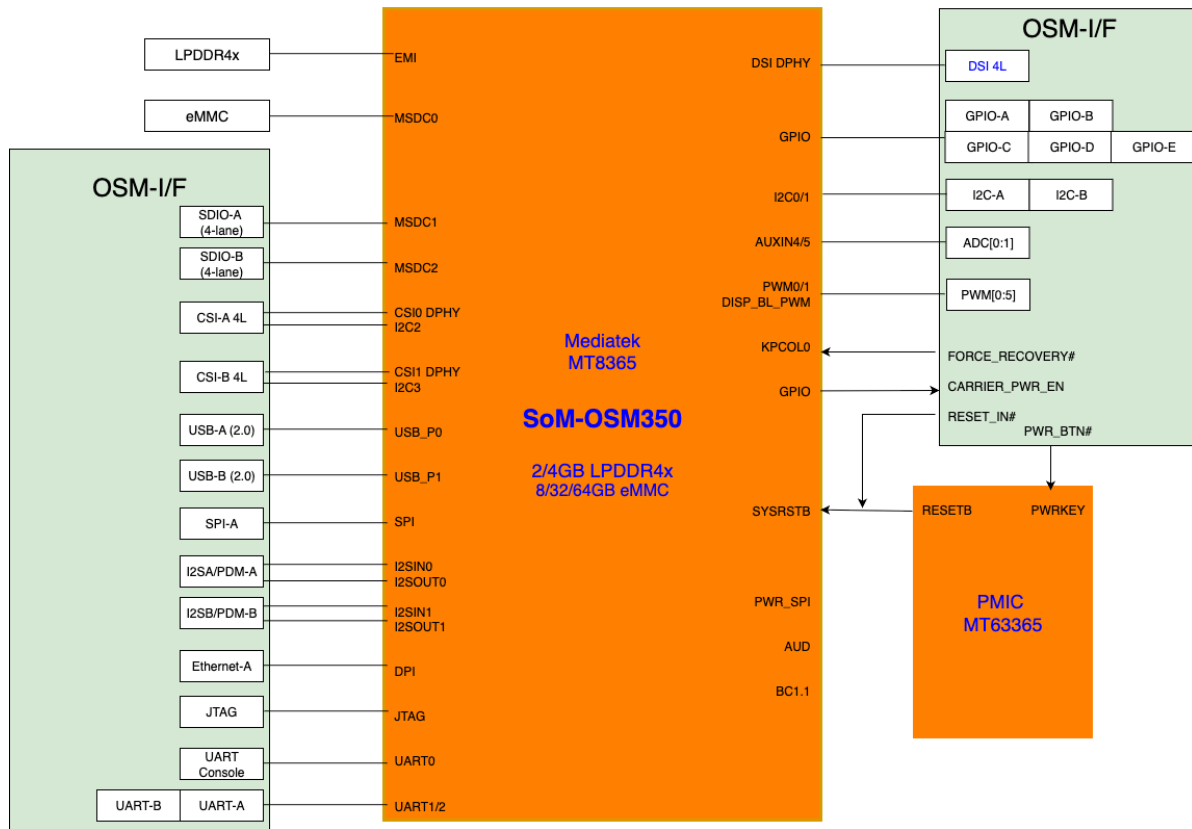 LPDDR4x
eMMC
OSM-I/F
SDIO-A
(4-lane)
SDIO-B
(4-lane)
CSI-A 4L
CSI-B 4L
USB-A (2.0)
USB-B (2.0)
SPI-A
I2SA/PDM-A
I2SB/PDM-B
Ethernet-A
JTAG
UART
Console
UART-B
UART-A
EMI
MSDC0
MSDC1
MSDC2
CSI0 DPHY
I2C2
CSI1 DPHY
I2C3
USB_P0
USB_P1
SPI
I2SIN0
I2SOUT0
I2SIN1
I2SOUT1
DPI
JTAG
UART0
UART1/2
Mediatek
MT8365
SoM-OSM350
2/4GB LPDDR4x
8/32/64GB eMMC
DSI DPHY
GPIO
I2C0/1
AUXIN4/5
PWM0/1
DISP_BL_PWM
KPCOL0
GPIO
SYSRSTB
PWR_SPI
AUD
BC1.1
OSM-I/F
DSI 4L
GPIO-A
GPIO-B
GPIO-C
GPIO-D
GPIO-E
I2C-A
I2C-B
ADC[0:1]
PWM[0:5]
FORCE_RECOVERY#
CARRIER_PWR_EN
RESET_IN#
PWR_BTN#
RESETB
PWRKEY
PMIC
MT63365